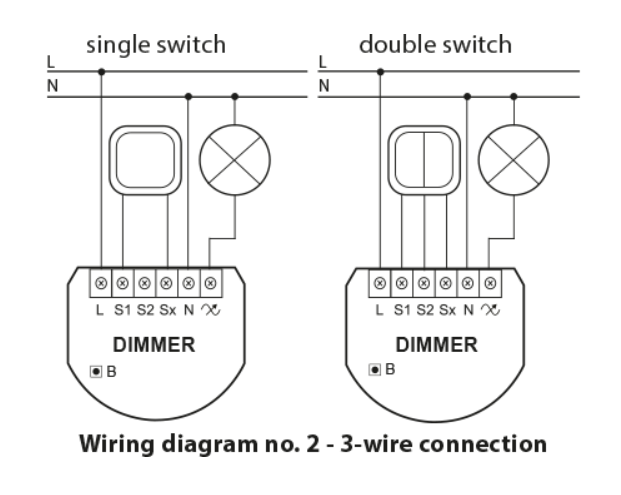 single switch
double switch
L
N
L
N
L S1 S2 Sx N
L S1 S2 Sx N
DIMMER
DIMMER
B
B
Wiring diagram no. 2 - 3-wire connection